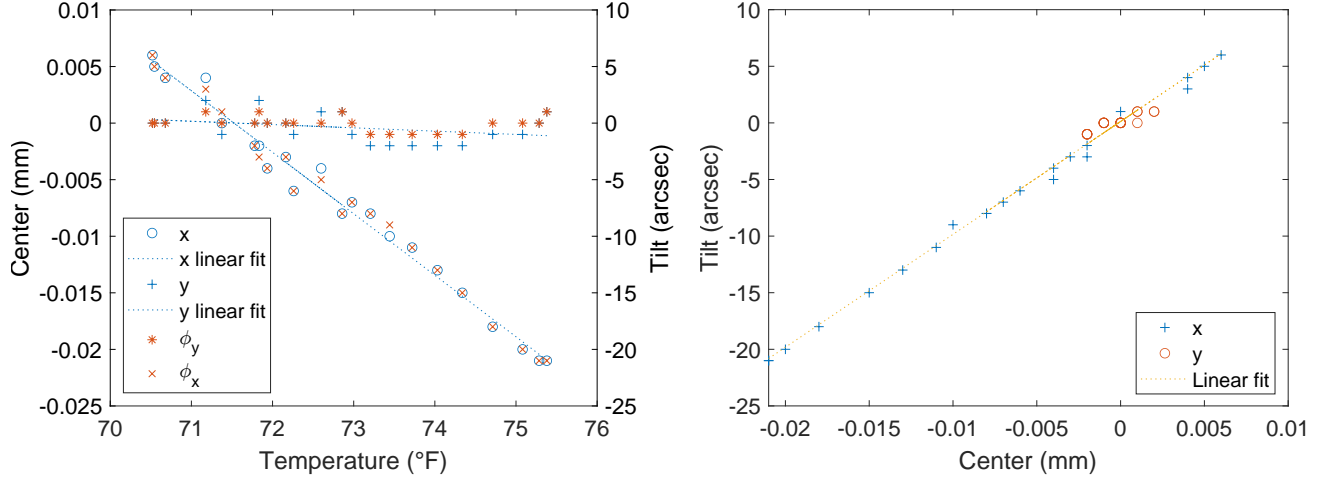 0.01
0.005
0
-0.005
-0.01
-0.015
-0.02
-0.025
Center (mm)
10
5
0
-5
-10
-15
-20
-25
Tilt (arcsec)
x
x linear fit
y
y linear fit
ϕy
ϕx
70 71 72 73 74 75 76
Temperature (°F)
10
5
0
-5
-10
-15
-20
-25
Tilt (arcsec)
x
y
Linear fit
-0.02 -0.015 -0.01 -0.005 0 0.005 0.01
Center (mm)